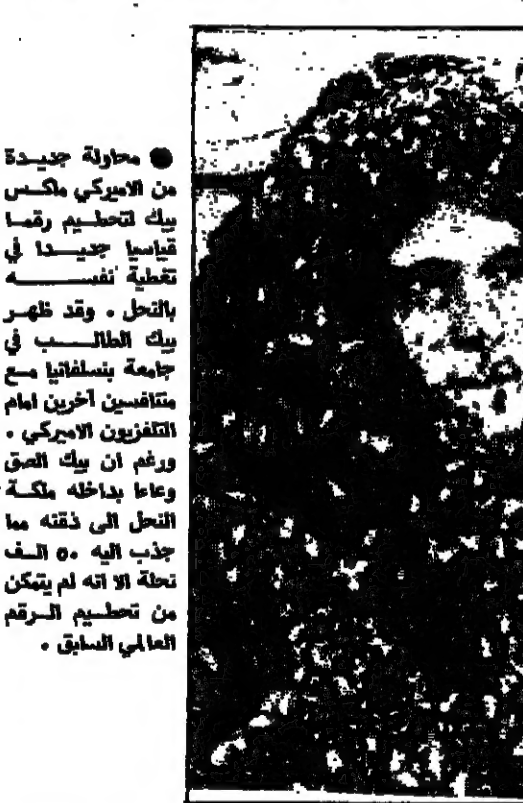 ● محاولة جديدة
من الاميركي ماكس
بيك لتحطيم رقما
قياسيا جديدا في
تغطية نفسه
بالنحل . وقد ظهر
بيك الطالب في
جامعة بنسلفانيا مع
متنافسين آخرين امام
التلفزيون الاميركي .
ورغم ان بيك الصق
وعاءا بداخله ملكة
النحل الى ذقنه مما
جذب اليه ٥٠ الف
نحلة الا انه لم يتمكن
من تحطيم الرقم
العالمي السابق .